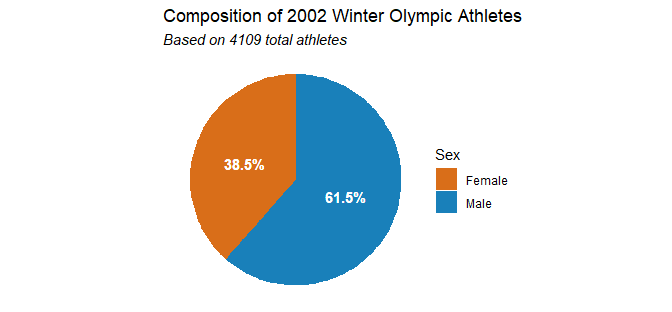 Composition of 2002 Winter Olympic Athletes
Based on 4109 total athletes
38.5%
61.5%
Sex
Female
Male